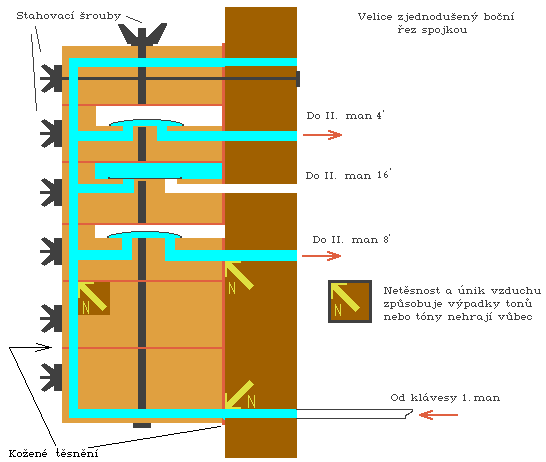 Stahovací šrouby
Velice zjednodušený boční
řez spojkou
Do II. man 4'
Do II. man 16'
Do II. man 8'
N
N
N
N
Netěsnost a únik vzduchu
způsobuje výpadky tonů
nebo tóny nehrají vůbec
Od klávesy 1. man
Kožené těsnění